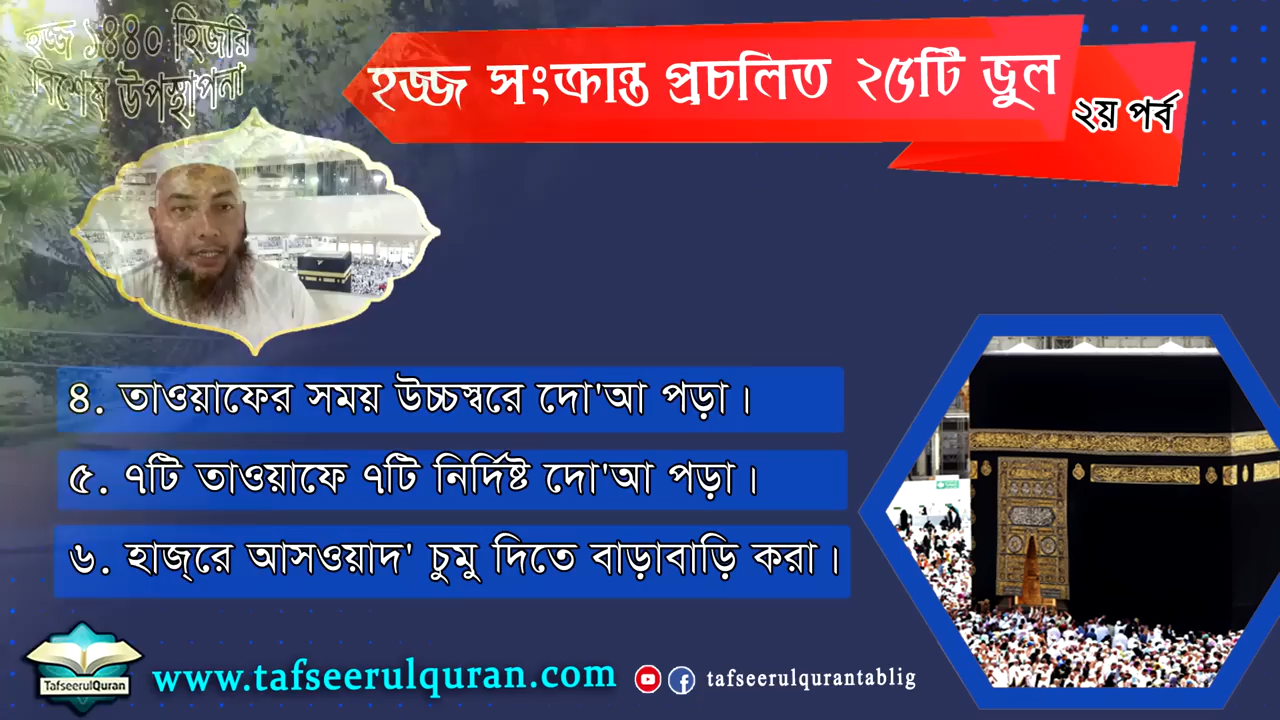 হজ্জ ১৪৪০ হিজরি
বিশেষ উপস্থাপনা
হজ্জ সংক্রান্ত প্রচলিত ২৫টি ভুল
২য় পর্ব
৪. তাওয়াফের সময় উচ্চস্বরে দো'আ পড়া।
৫. ৭টি তাওয়াফে ৭টি নির্দিষ্ট দো'আ পড়া।
৬. হাজ্‌রে আসওয়াদ' চুমু দিতে বাড়াবাড়ি করা।
TafseerulQuran
www.tafseerulquran.com
tafseerulqurantablig